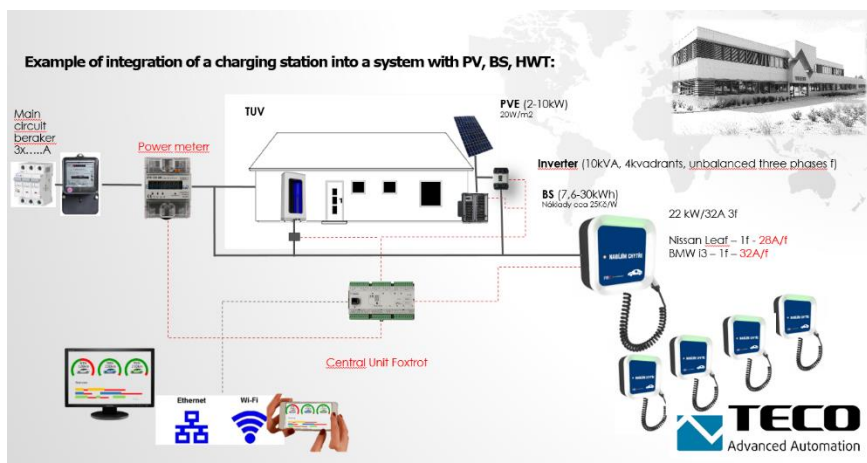 Example of integration of a charging station into a system with PV, BS, HWT:
Main
circuit
beraker
3x…..A
Power meterr
TUV
PVE (2-10kW)
20W/m2
Inverter (10kVA, 4kvadrants, unbalanced three phases f)
BS (7,6-30kWh)
Náklady cca 25Kč/W
22 kW/32A 3f
Nissan Leaf – 1f - 28A/f
BMW i3 – 1f – 32A/f
Central Unit Foxtrot
Ethernet
Wi-Fi
TECO
Advanced Automation